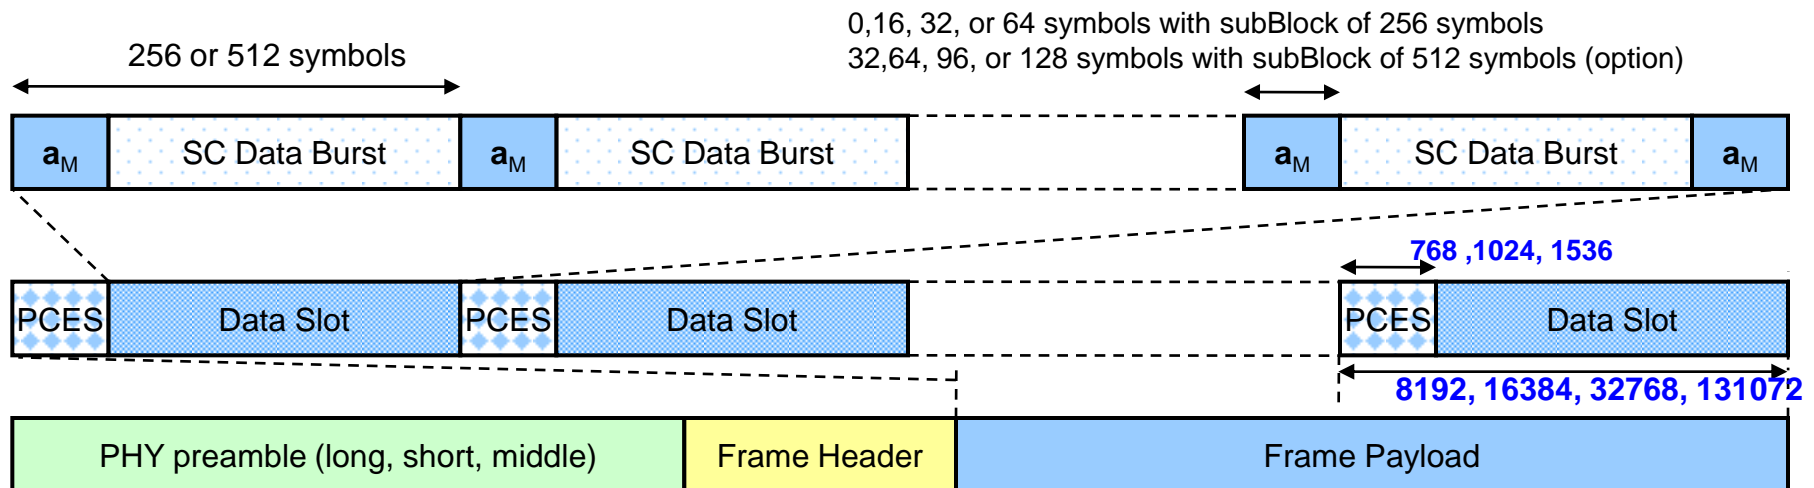 0,16, 32, or 64 symbols with subBlock of 256 symbols
32,64, 96, or 128 symbols with subBlock of 512 symbols (option)
256 or 512 symbols
aM SC Data Burst aM SC Data Burst aM SC Data Burst aM
768 ,1024, 1536
PCES Data Slot PCES Data Slot PCES Data Slot
8192, 16384, 32768, 131072
PHY preamble (long, short, middle) Frame Header Frame Payload